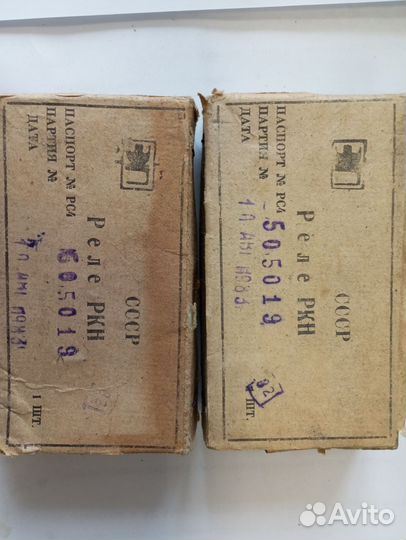 СССР
Реле РКН
ПАСПОРТ № РС4 505019
ПАРТИЯ №
ДАТА
1 ШТ.
СССР
Реле РКН
ПАСПОРТ № РС4 505019
ПАРТИЯ №
ДАТА
ШТ.
Avito